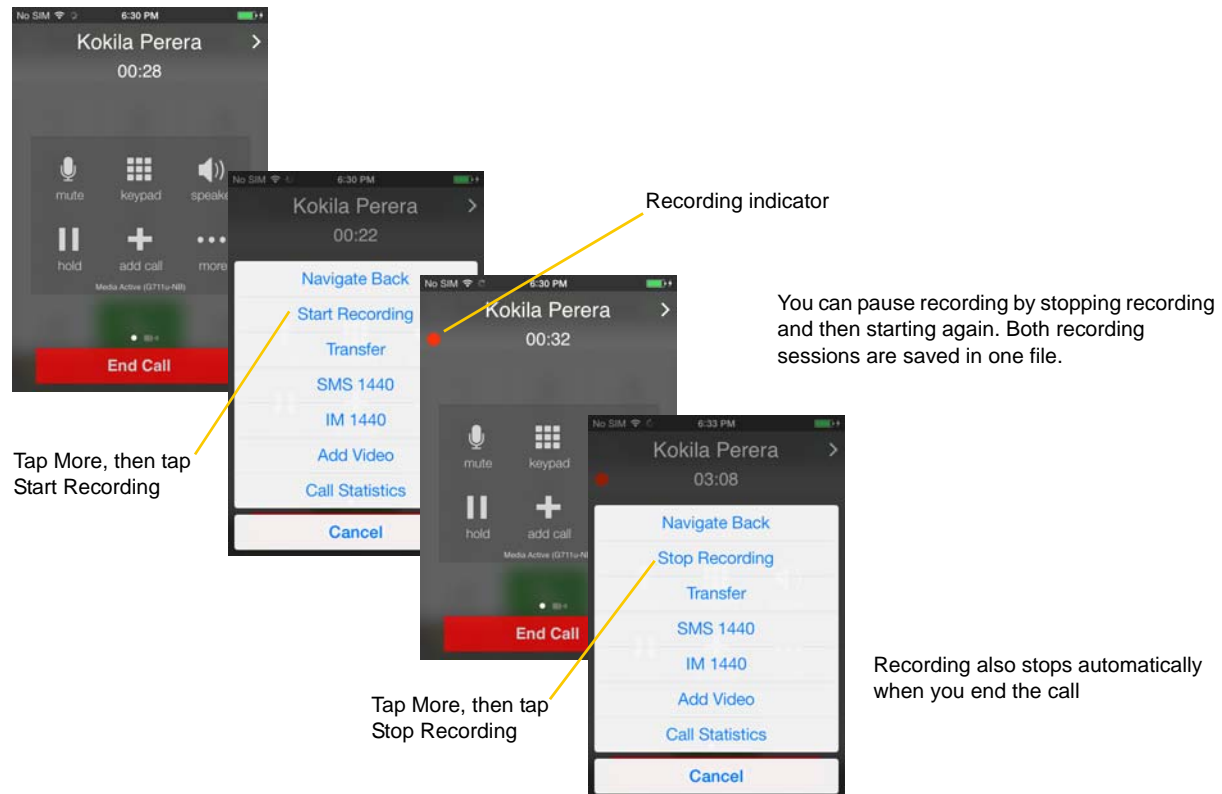 No SIM 6:30 PM
Kokila Perera
00:28
mute keypad speake
hold add call more
Media Active (G711u-NB)
End Call
No SIM 6:30 PM
Kokila Perera
00:22
Navigate Back
Start Recording
Transfer
SMS 1440
IM 1440
Add Video
Call Statistics
Cancel
Tap More, then tap
Start Recording
Recording indicator
No SIM 6:30 PM
Kokila Perera
00:32
mute keypad
hold add call
Media Active (G711u-NB
End Call
You can pause recording by stopping recording
and then starting again. Both recording
sessions are saved in one file.
No SIM 6:33 PM
Kokila Perera
03:08
Navigate Back
Stop Recording
Transfer
SMS 1440
IM 1440
Add Video
Call Statistics
Cancel
Tap More, then tap
Stop Recording
Recording also stops automatically
when you end the call